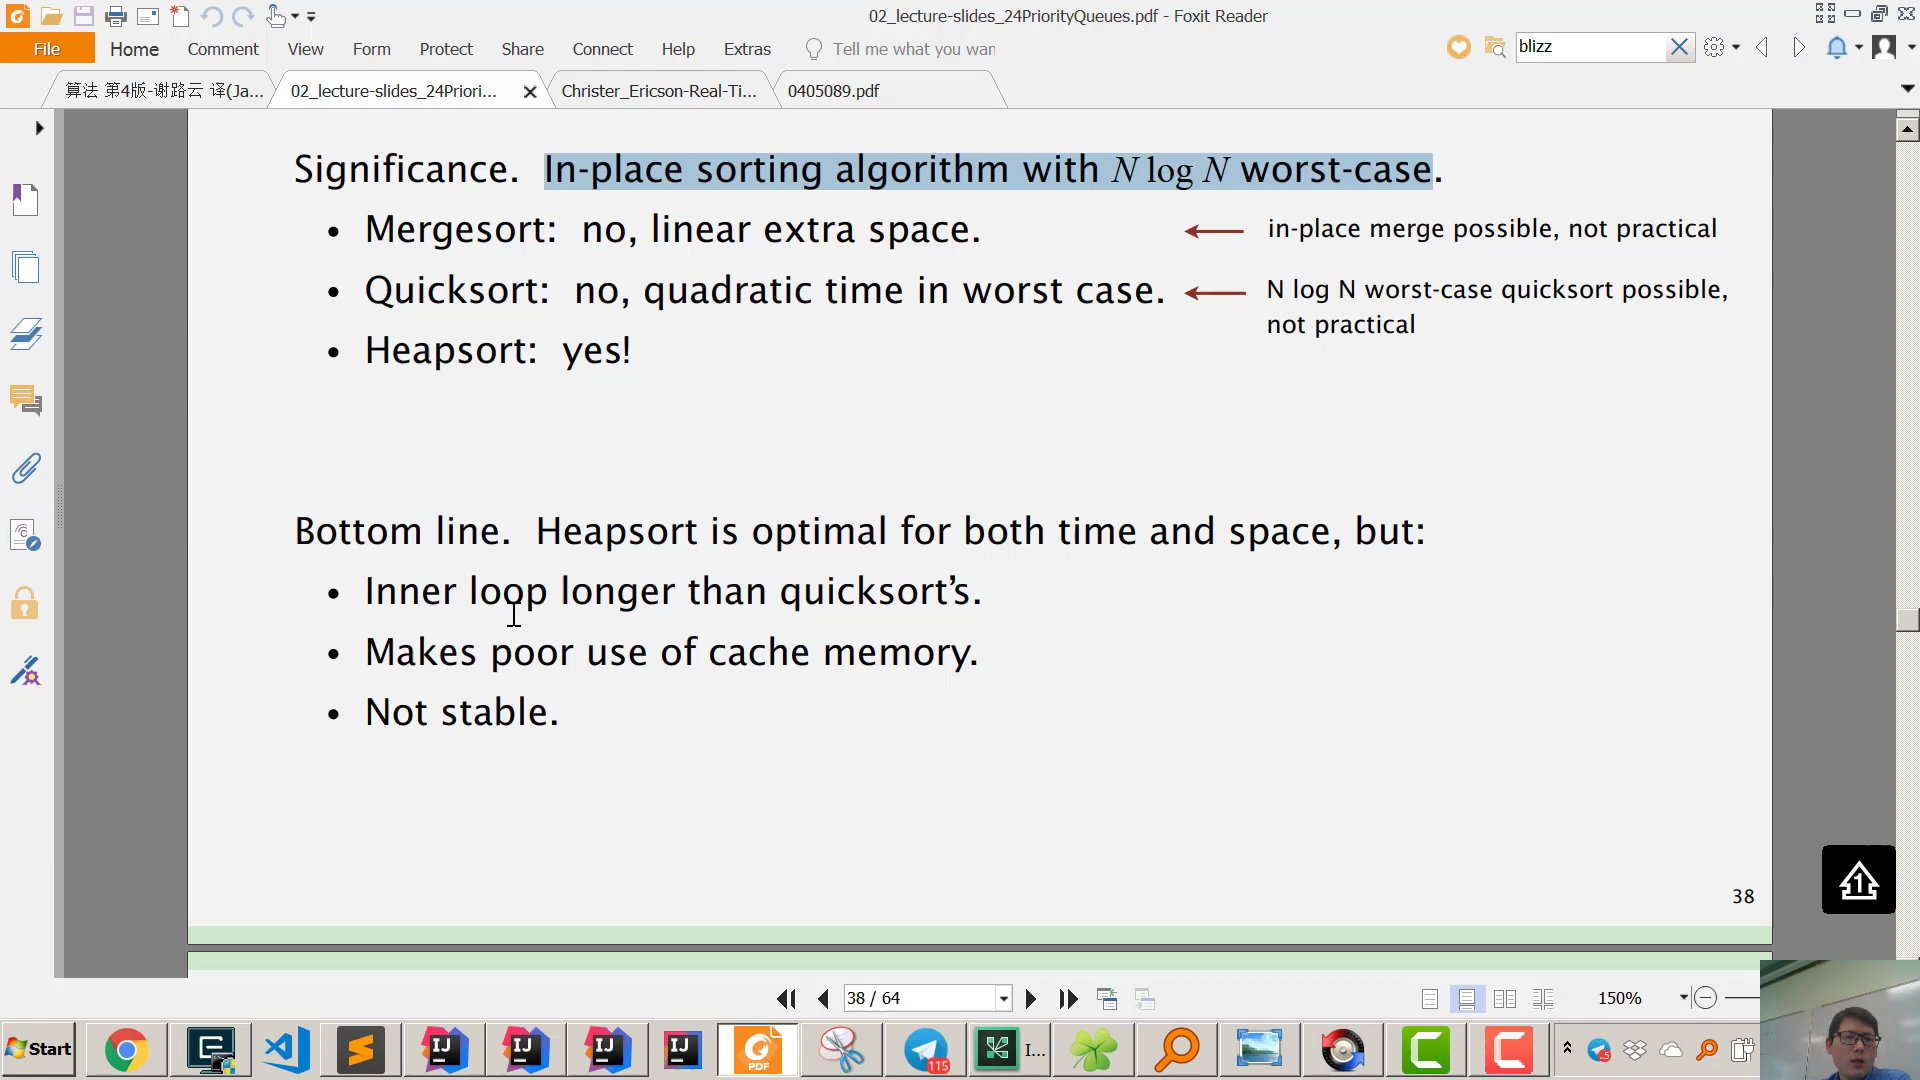 02_lecture-slides_24PriorityQueues.pdf - Foxit Reader
File Home Comment View Form Protect Share Connect Help Extras Tell me what you wan blizz
算法 第4版-谢路云 译(Ja... 02_lecture-slides_24Priori... Christer_Ericson-Real-Ti... 0405089.pdf
Significance. In-place sorting algorithm with N log N worst-case.
• Mergesort: no, linear extra space. in-place merge possible, not practical
• Quicksort: no, quadratic time in worst case. N log N worst-case quicksort possible,
not practical
• Heapsort: yes!
Bottom line. Heapsort is optimal for both time and space, but:
• Inner loop longer than quicksort’s.
• Makes poor use of cache memory.
• Not stable.
38
38 / 64 150%
Start IJ IJ IJ IJ PDF 115 I...